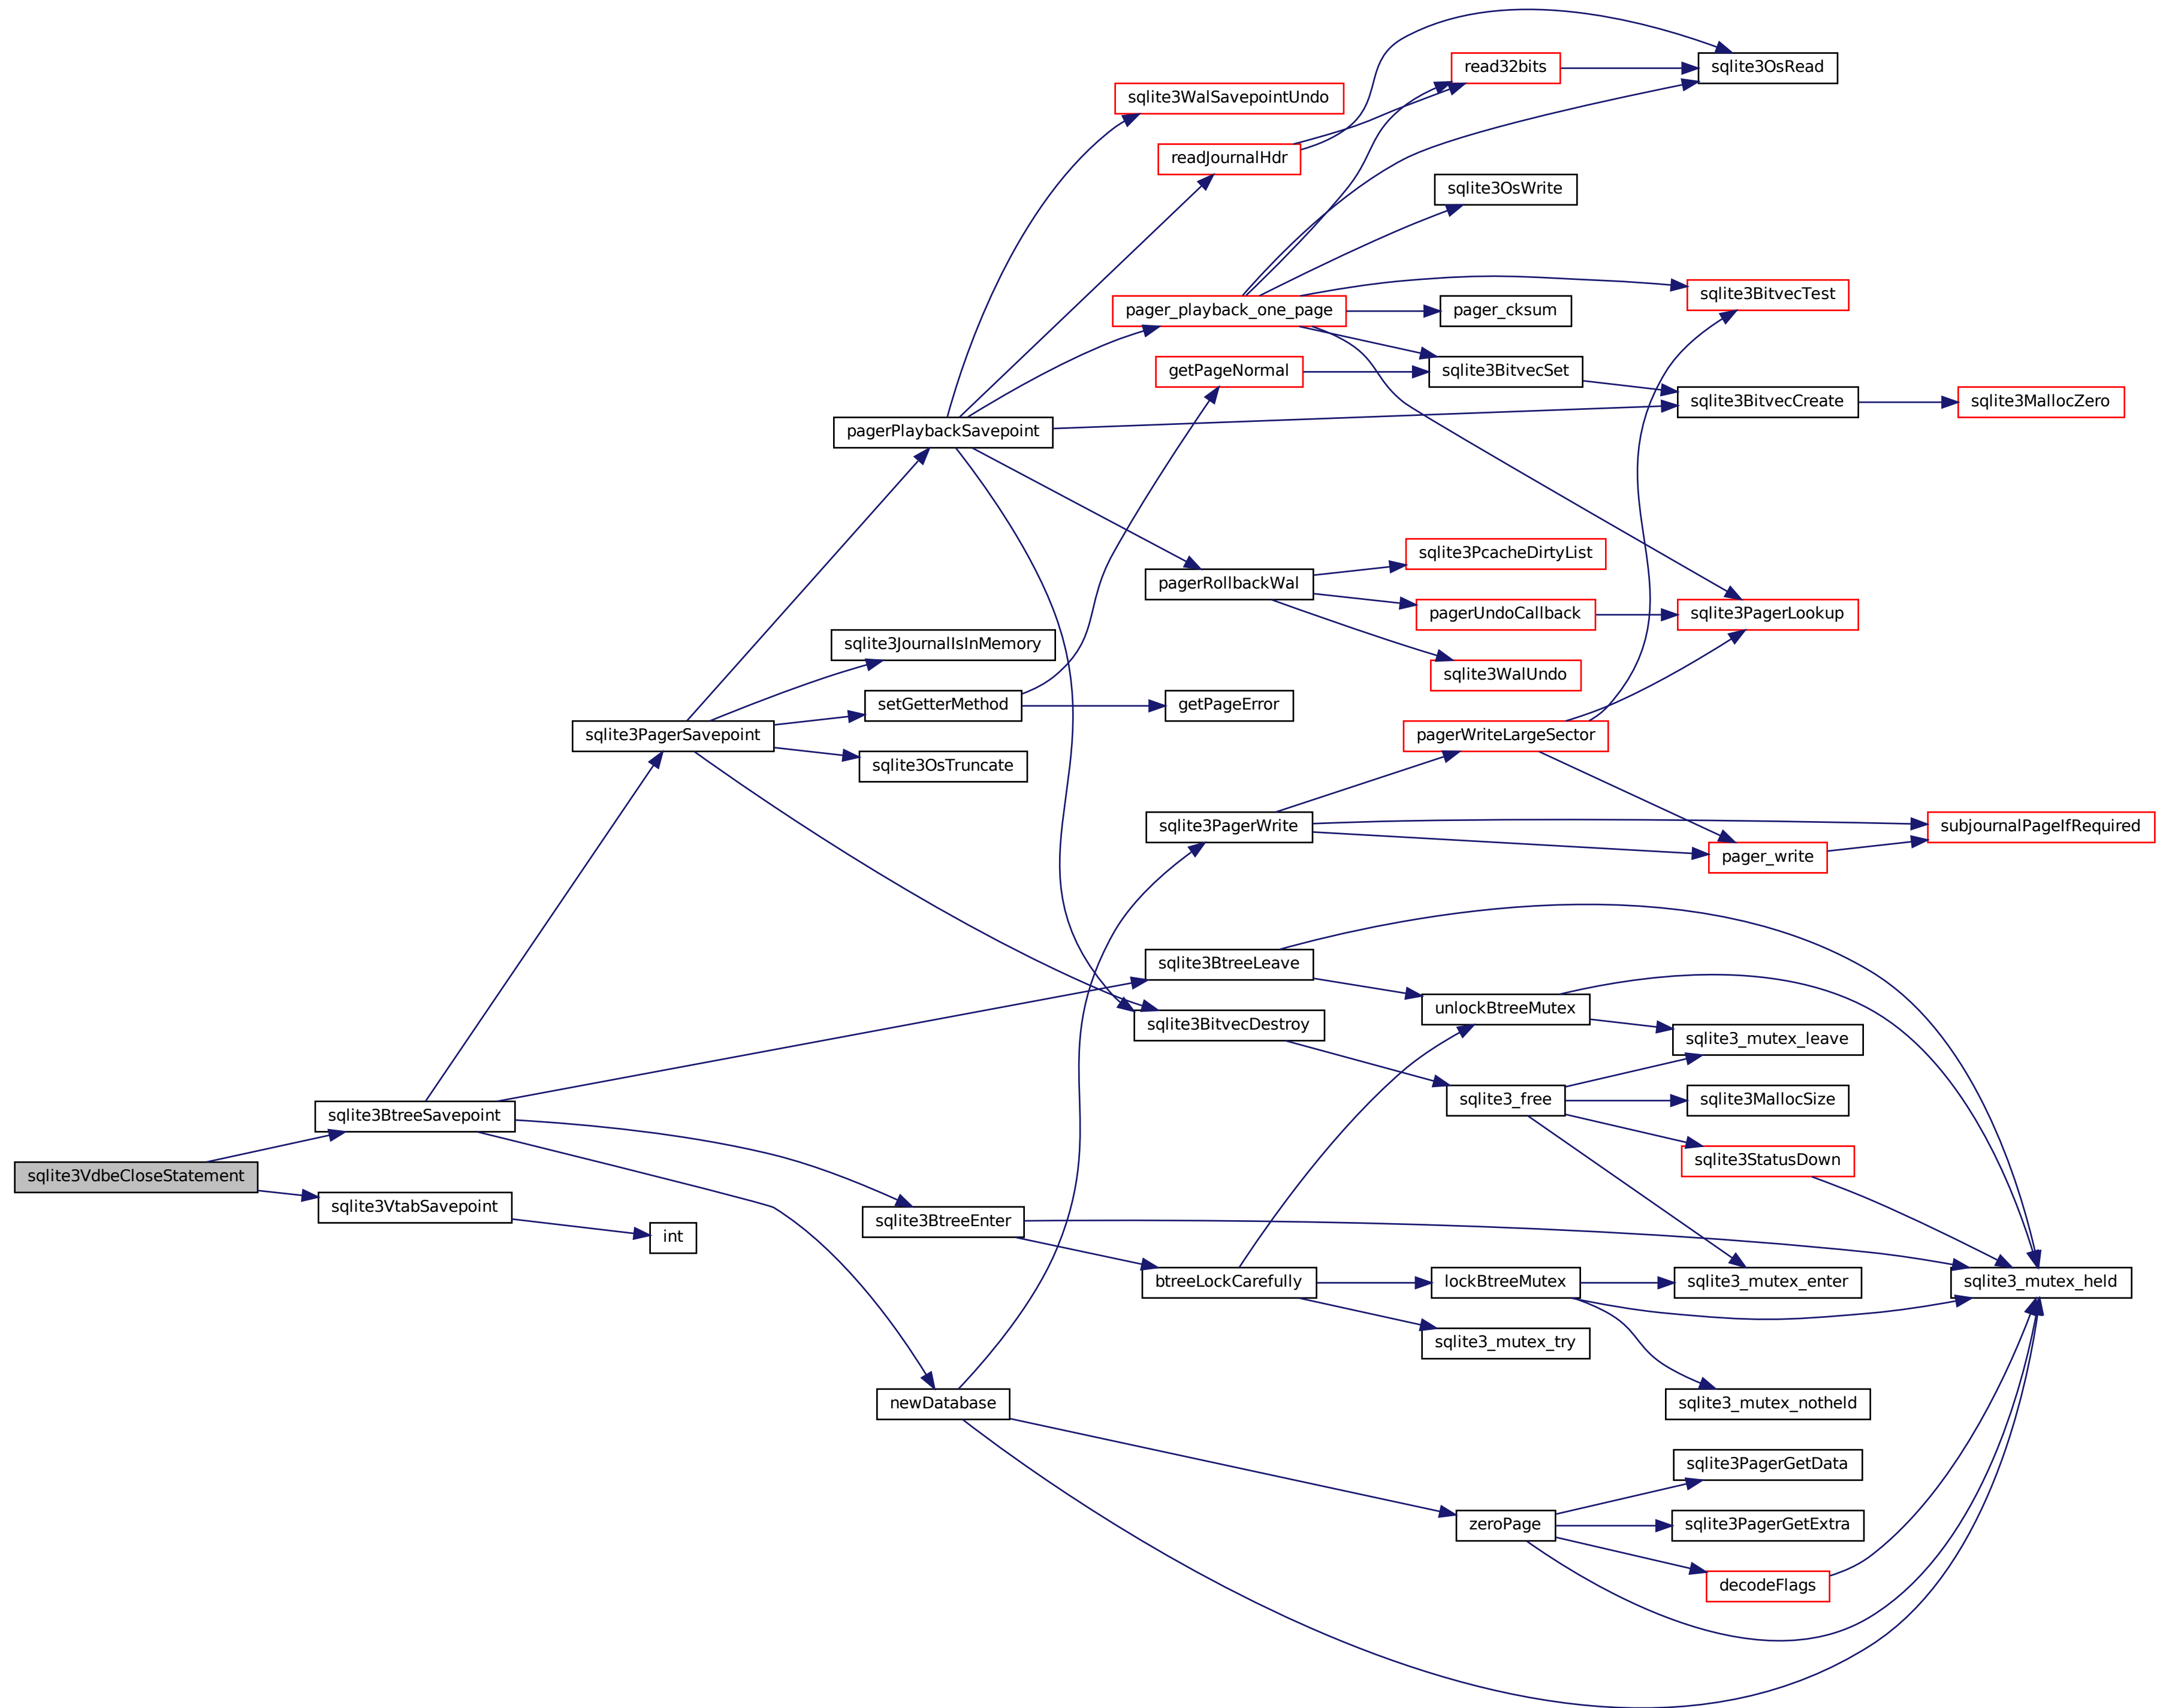 sqlite3VdbeCloseStatement
sqlite3BtreeSavepoint
sqlite3VtabSavepoint
sqlite3PagerSavepoint
int
pagerPlaybackSavepoint
sqlite3JournalIsInMemory
setGetterMethod
sqlite3OsTruncate
sqlite3BtreeEnter
newDatabase
sqlite3WalSavepointUndo
readJournalHdr
pager_playback_one_page
getPageNormal
pagerRollbackWal
getPageError
sqlite3PagerWrite
sqlite3BtreeLeave
sqlite3BitvecDestroy
btreeLockCarefully
read32bits
sqlite3OsWrite
pager_cksum
sqlite3BitvecSet
sqlite3PcacheDirtyList
pagerUndoCallback
sqlite3WalUndo
pagerWriteLargeSector
unlockBtreeMutex
sqlite3_free
lockBtreeMutex
sqlite3_mutex_try
zeroPage
sqlite3OsRead
sqlite3BitvecTest
sqlite3BitvecCreate
sqlite3PagerLookup
pager_write
sqlite3_mutex_leave
sqlite3MallocSize
sqlite3StatusDown
sqlite3_mutex_enter
sqlite3_mutex_notheld
sqlite3PagerGetData
sqlite3PagerGetExtra
decodeFlags
sqlite3MallocZero
subjournalPageIfRequired
sqlite3_mutex_held